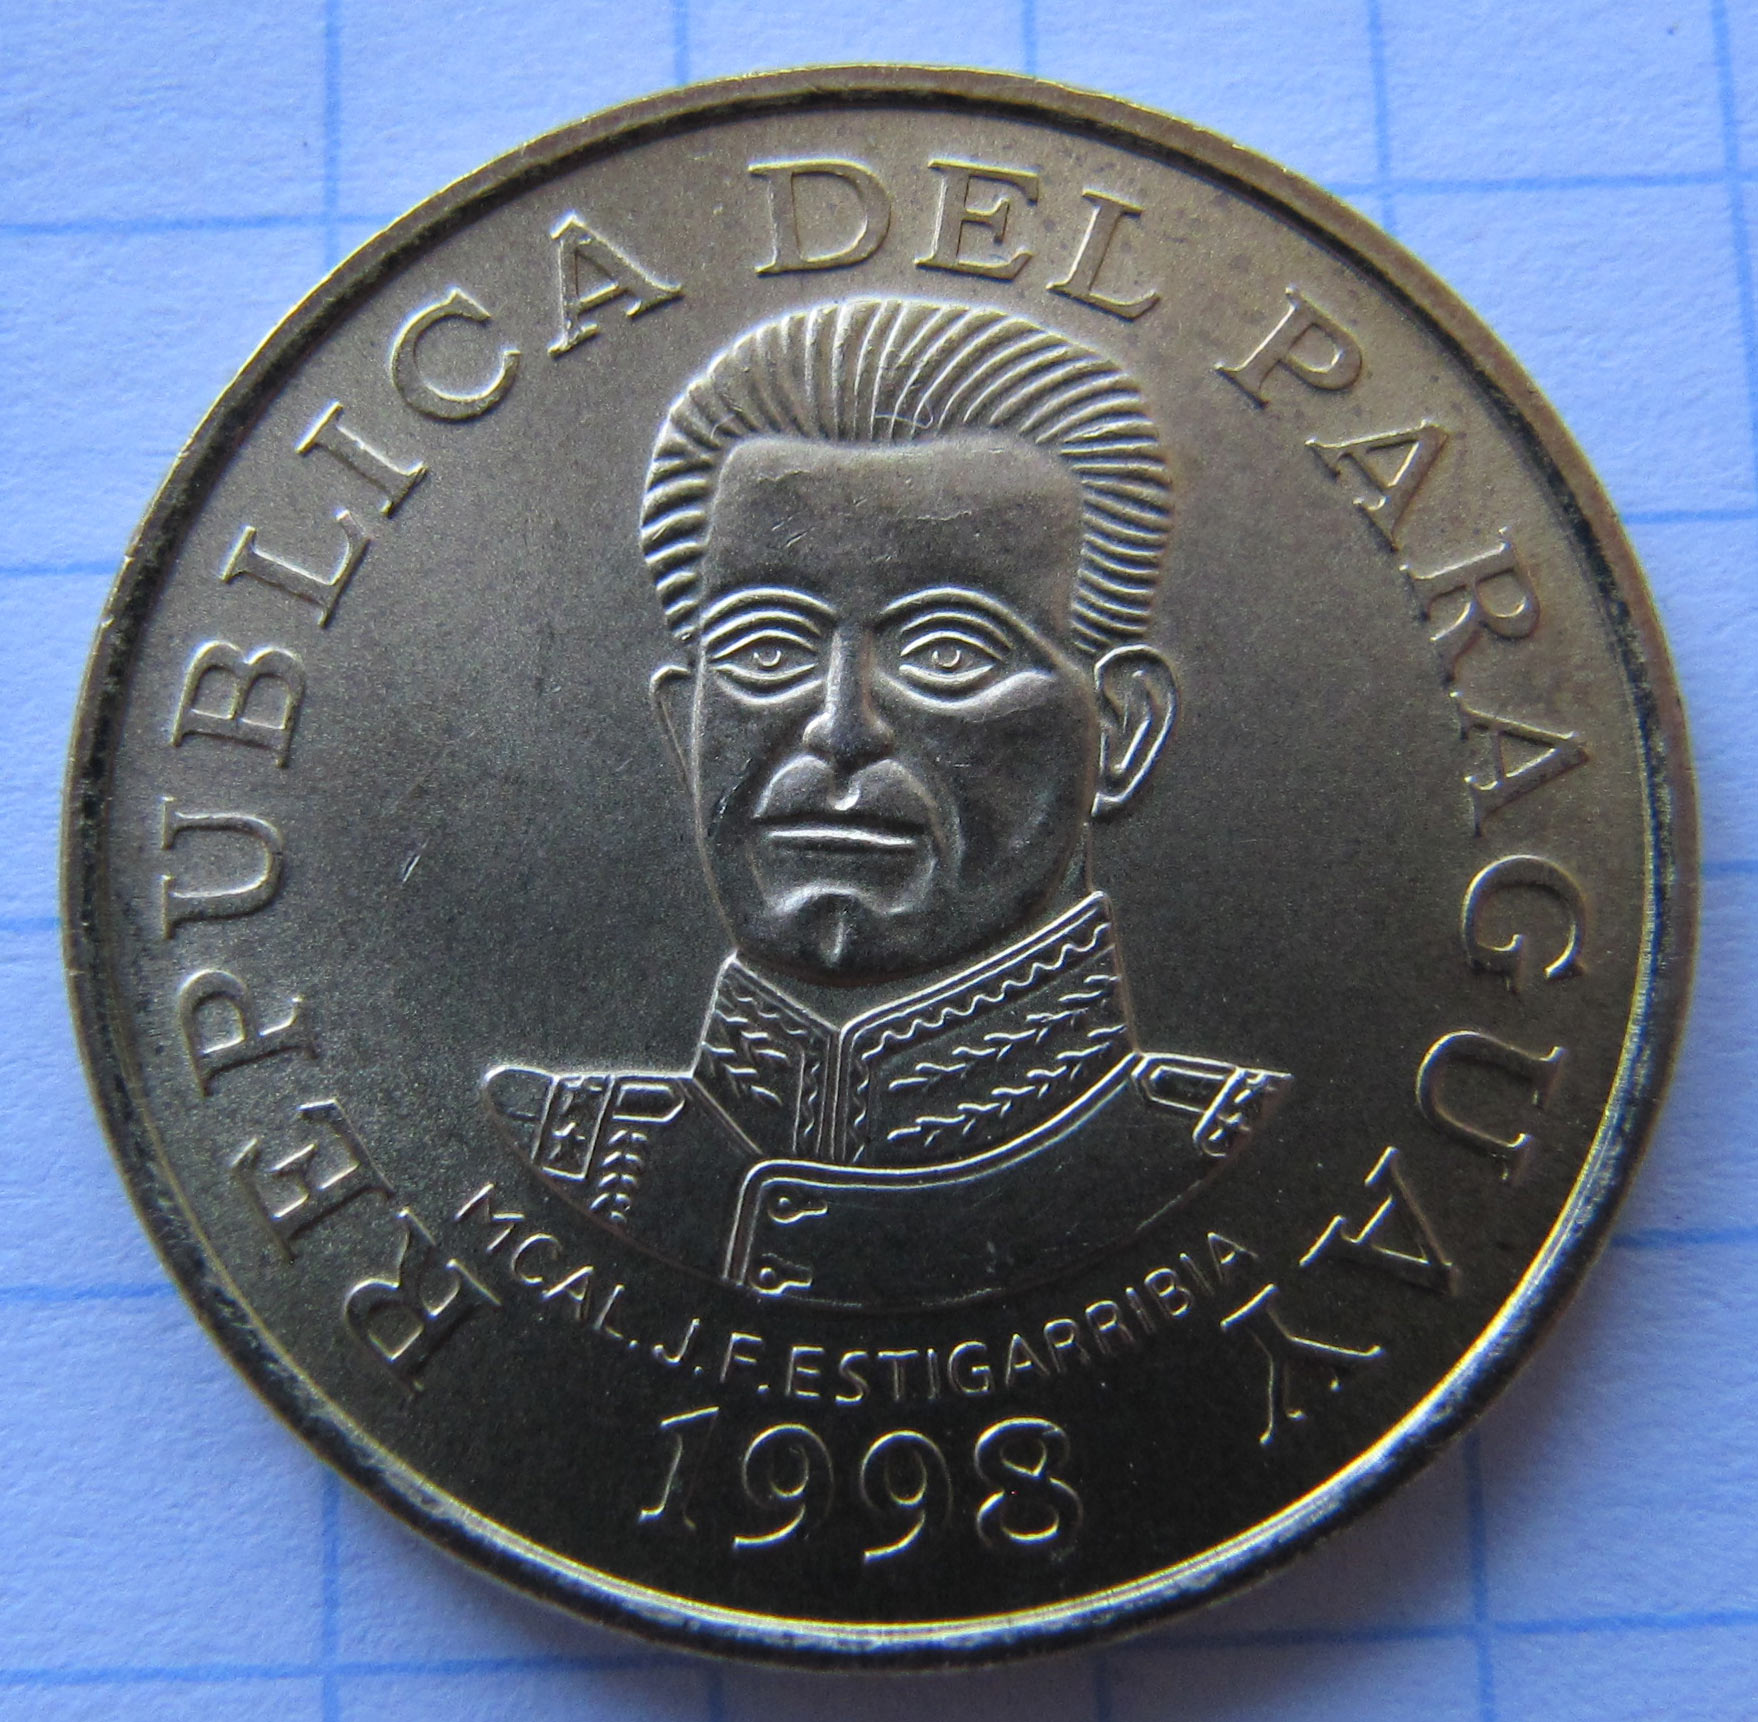 REPUBLICA DEL PARAGUAY
MCAL. J.F. ESTIGARRIBIA
1998